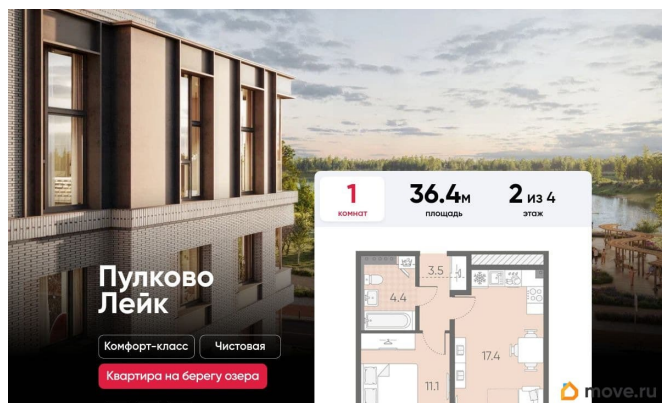 1
комнат
36.4м
площадь
2 из 4
этаж
Пулково
Лейк
Комфорт-класс
Чистовая
Квартира на берегу озера
3.5
4.4
17.4
11.1
move.ru